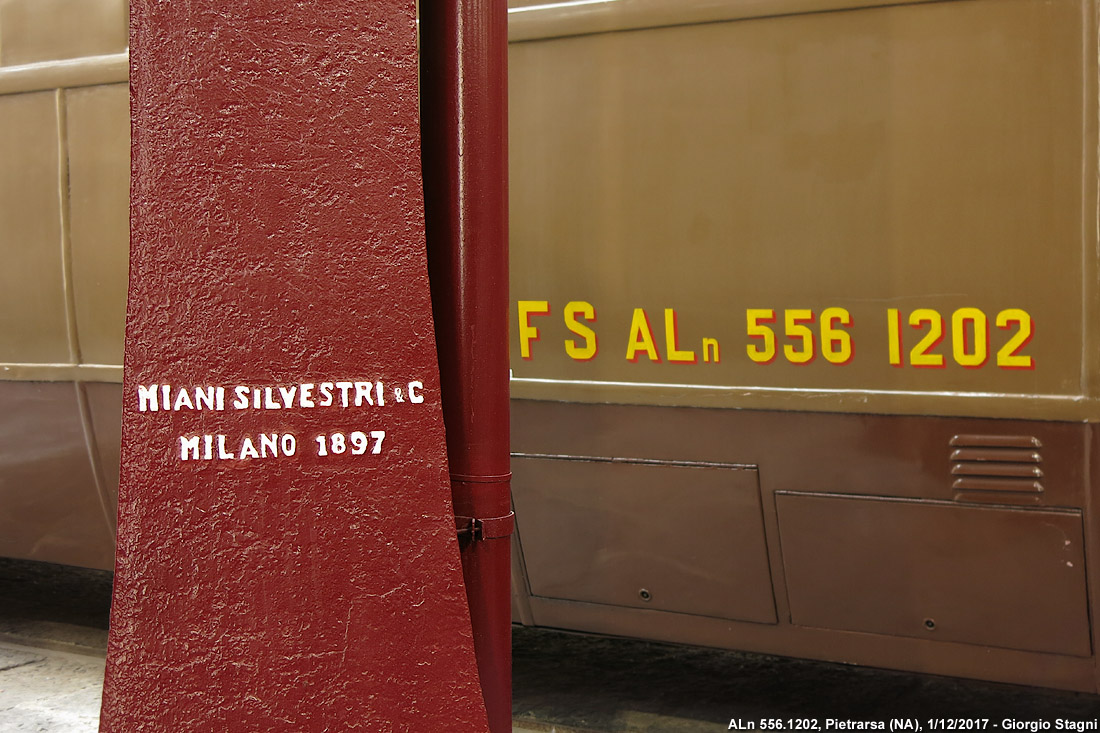 MIANI SILVESTRI & C
MILANO 1897
FS ALn 556 1202
ALn 556.1202, Pietrarsa (NA), 1/12/2017 - Giorgio Stagni